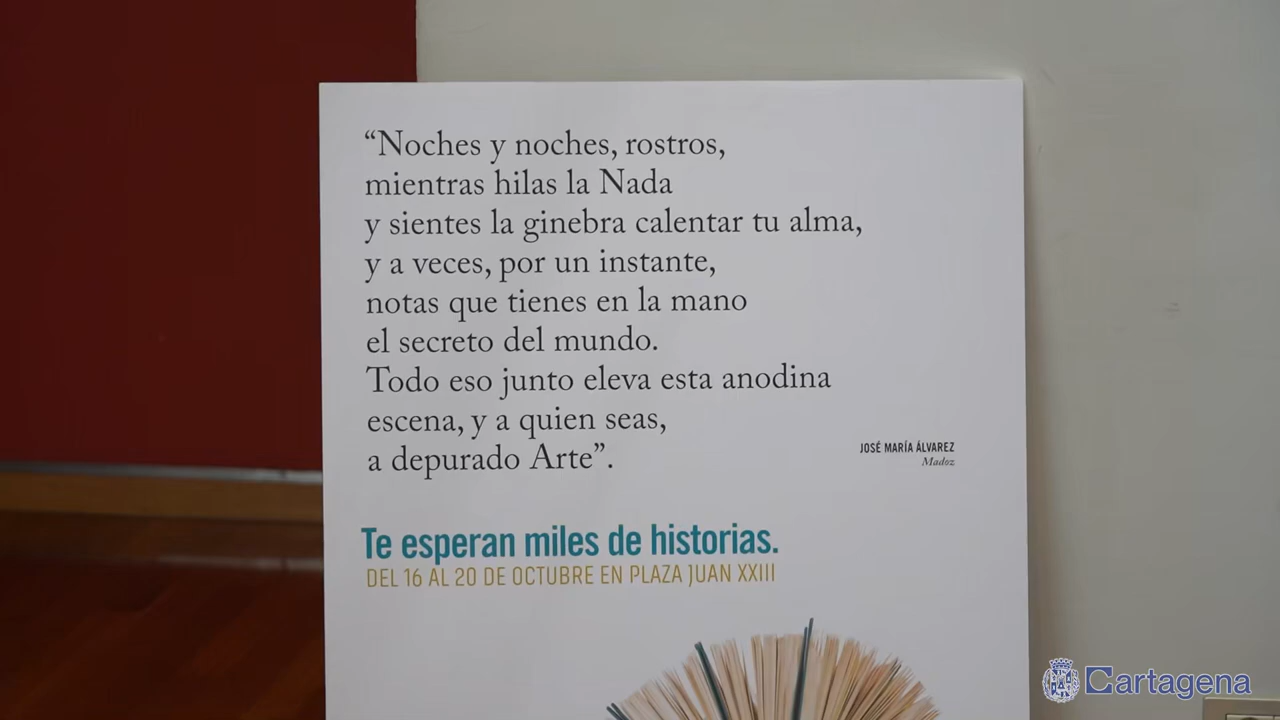 “Noches y noches, rostros,
mientras hilas la Nada
y sientes la ginebra calentar tu alma,
y a veces, por un instante,
notas que tienes en la mano
el secreto del mundo.
Todo eso junto eleva esta anodina
escena, y a quien seas,
a depurado Arte”.
JOSÉ MARÍA ÁLVAREZ
Madoz
Te esperan miles de historias.
DEL 16 AL 20 DE OCTUBRE EN PLAZA JUAN XXIII
Cartagena